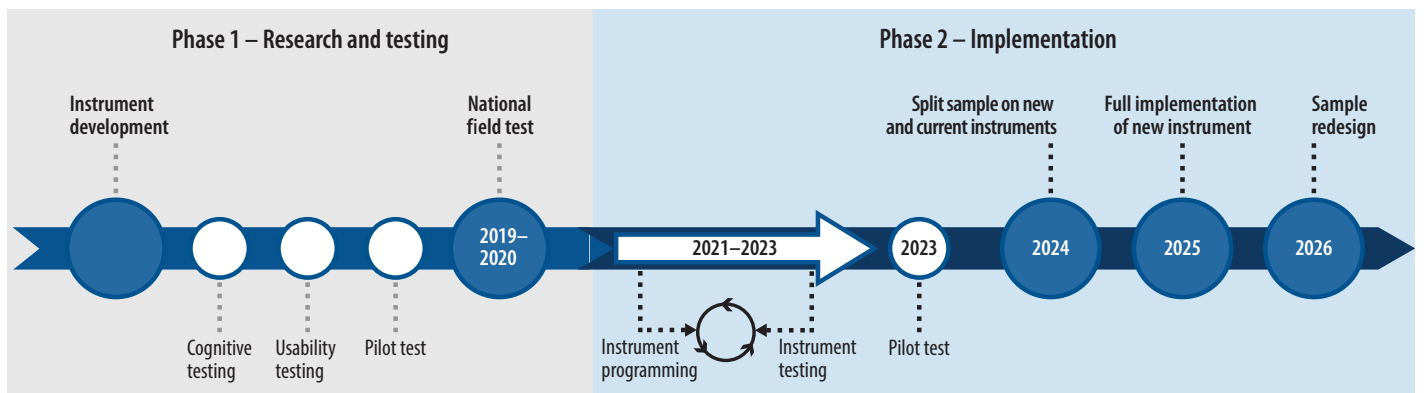 Phase 1 – Research and testing
Instrument
development
National
field test
2019–
2020
Cognitive
testing
Usability
testing
Pilot test
Phase 2 – Implementation
Split sample on new
and current instruments
Full implementation
of new instrument
Sample
redesign
2021–2023
2023
2024
2025
2026
Instrument
programming
Instrument
testing
Pilot test